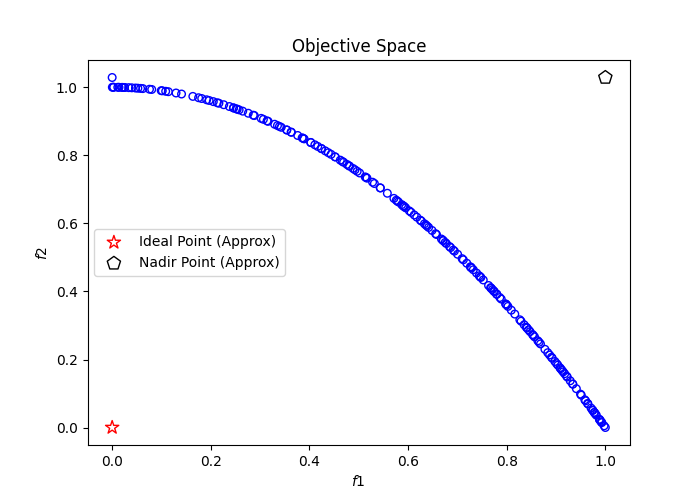 Objective Space
f2
1.0
0.8
0.6
0.4
0.2
0.0
Ideal Point (Approx)
Nadir Point (Approx)
0.0 0.2 0.4 0.6 0.8 1.0
f1